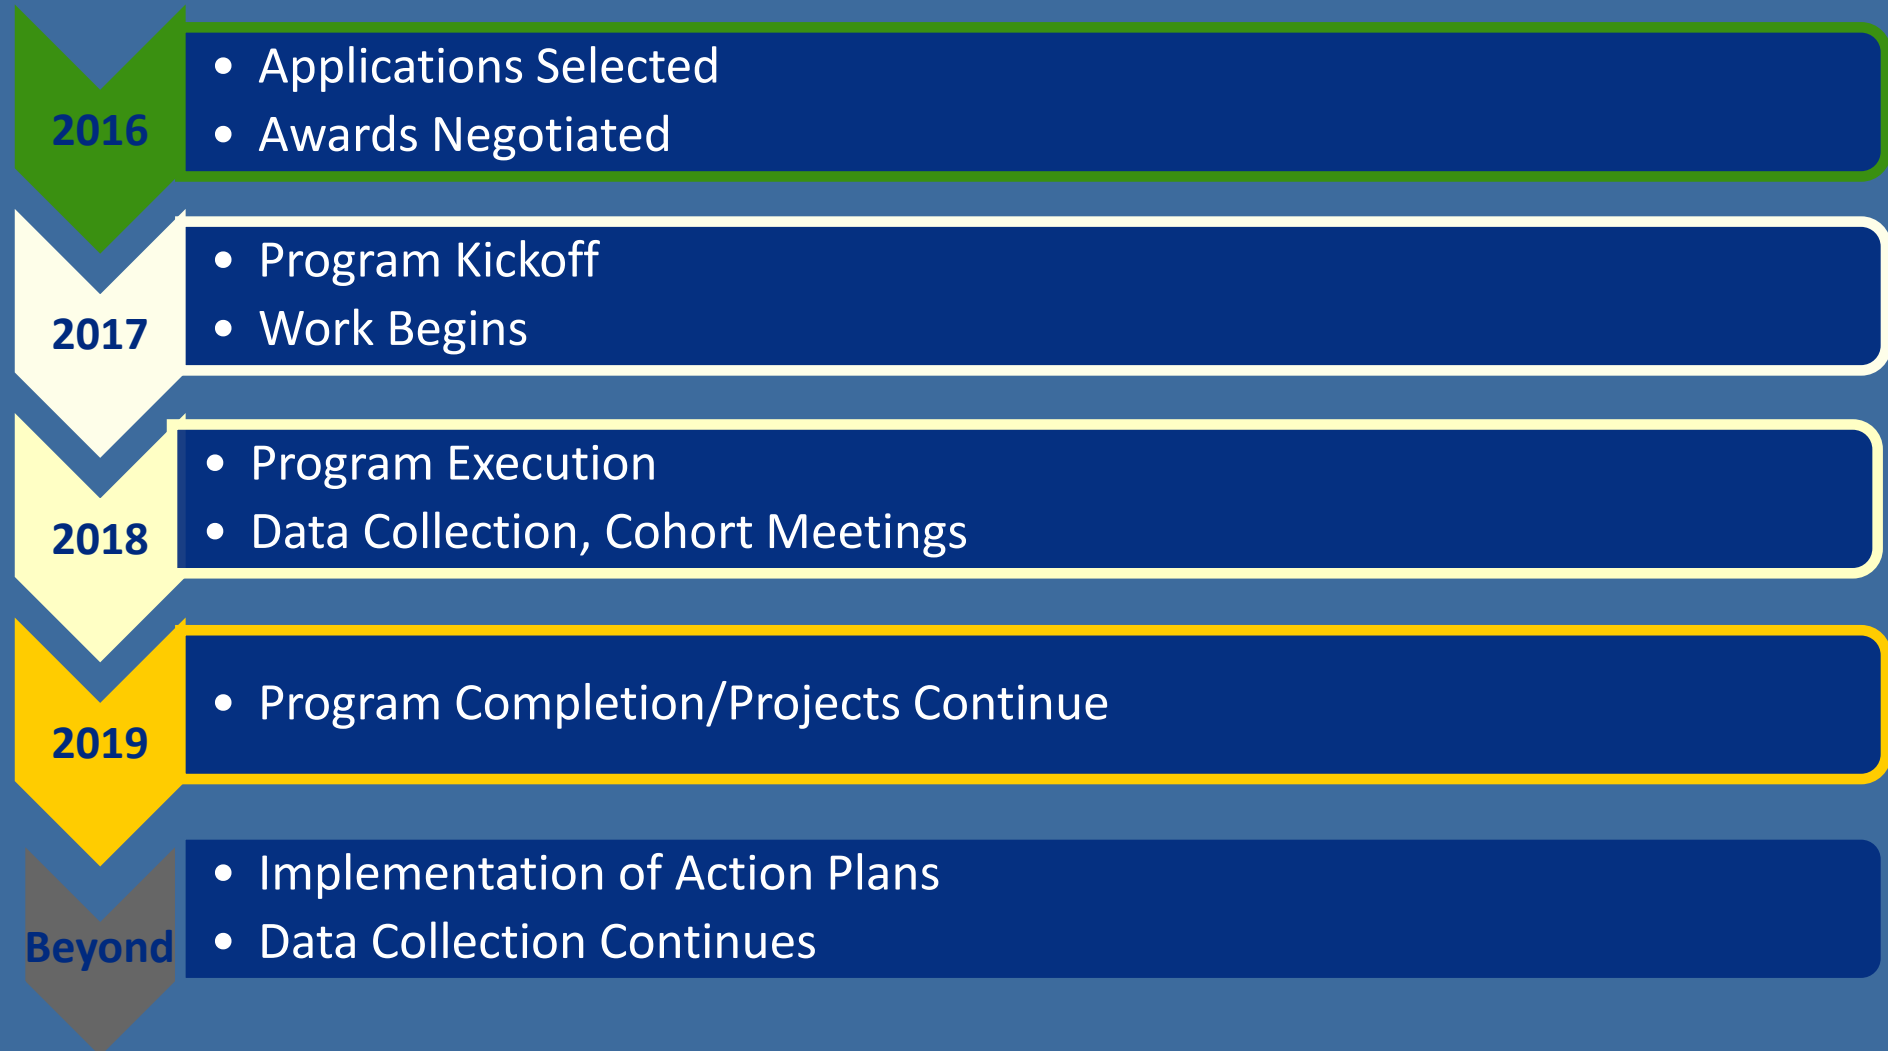 2016
• Applications Selected
• Awards Negotiated
2017
• Program Kickoff
• Work Begins
2018
• Program Execution
• Data Collection, Cohort Meetings
2019
• Program Completion/Projects Continue
Beyond
• Implementation of Action Plans
• Data Collection Continues